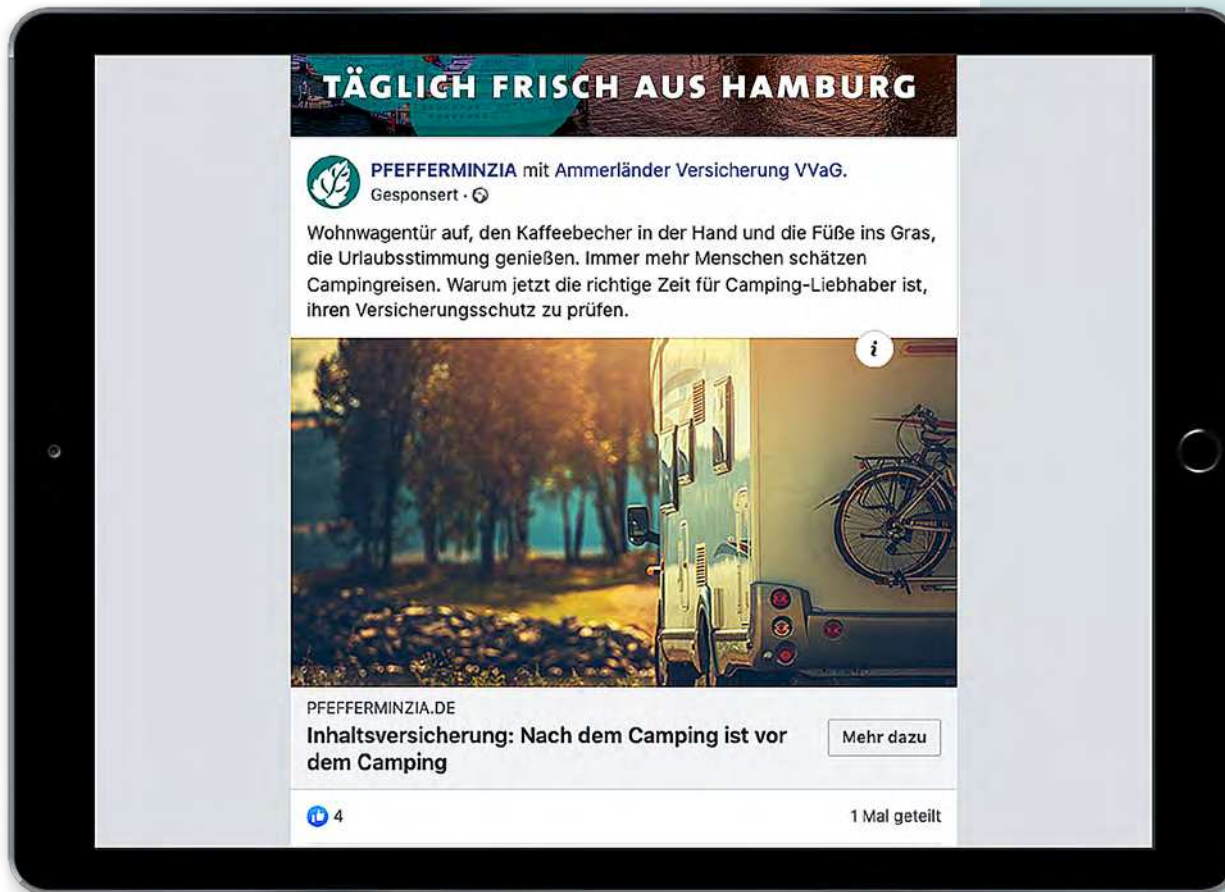 TÄGLICH FRISCH AUS HAMBURG
PFEFFERMINZIA mit Ammerländer Versicherung VVaG.
Gesponsert ·
Wohnwagentür auf, den Kaffeebecher in der Hand und die Füße ins Gras,
die Urlaubsstimmung genießen. Immer mehr Menschen schätzen
Campingreisen. Warum jetzt die richtige Zeit für Camping-Liebhaber ist,
ihren Versicherungsschutz zu prüfen.
i
PFEFFERMINZIA.DE
Inhaltsversicherung: Nach dem Camping ist vor
dem Camping
Mehr dazu
4
1 Mal geteilt